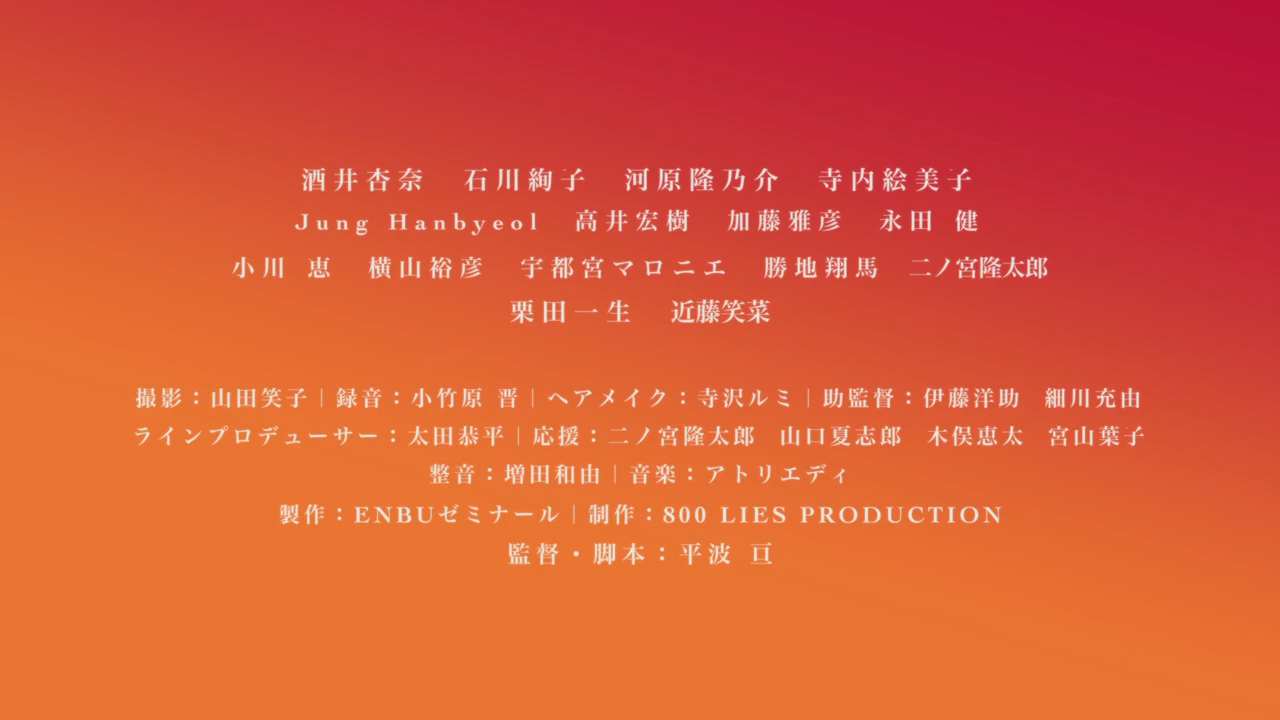 酒井杏奈　石川絢子　河原隆乃介　寺内絵美子
Jung Hanbyeol　高井宏樹　加藤雅彦　永田 健
小川 恵　横山裕彦　宇都宮マロニエ　勝地翔馬　二ノ宮隆太郎
栗田一生　近藤笑菜
撮影：山田笑子｜録音：小竹原 晋｜ヘアメイク：寺沢ルミ｜助監督：伊藤洋助　細川充由
ラインプロデューサー：太田恭平｜応援：二ノ宮隆太郎　山口夏志郎　木俣恵太　宮山葉子
整音：増田和由｜音楽：アトリエディ
製作：ENBUゼミナール｜制作：800 LIES PRODUCTION
監督・脚本：平波 亘